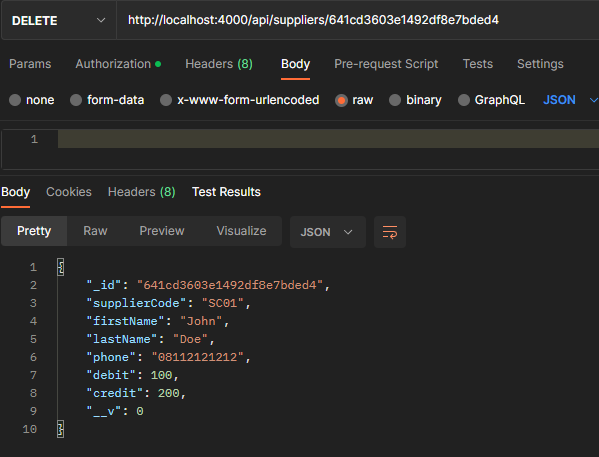 DELETE http://localhost:4000/api/suppliers/641cd3603e1492df8e7bded4
Params Authorization Headers (8) Body Pre-request Script Tests Settings
none form-data x-www-form-urlencoded raw binary GraphQL JSON
1
Body Cookies Headers (8) Test Results
Pretty Raw Preview Visualize JSON
1 {
2 "_id": "641cd3603e1492df8e7bded4",
3 "supplierCode": "SC01",
4 "firstName": "John",
5 "lastName": "Doe",
6 "phone": "08112121212",
7 "debit": 100,
8 "credit": 200,
9 "__v": 0
10 }